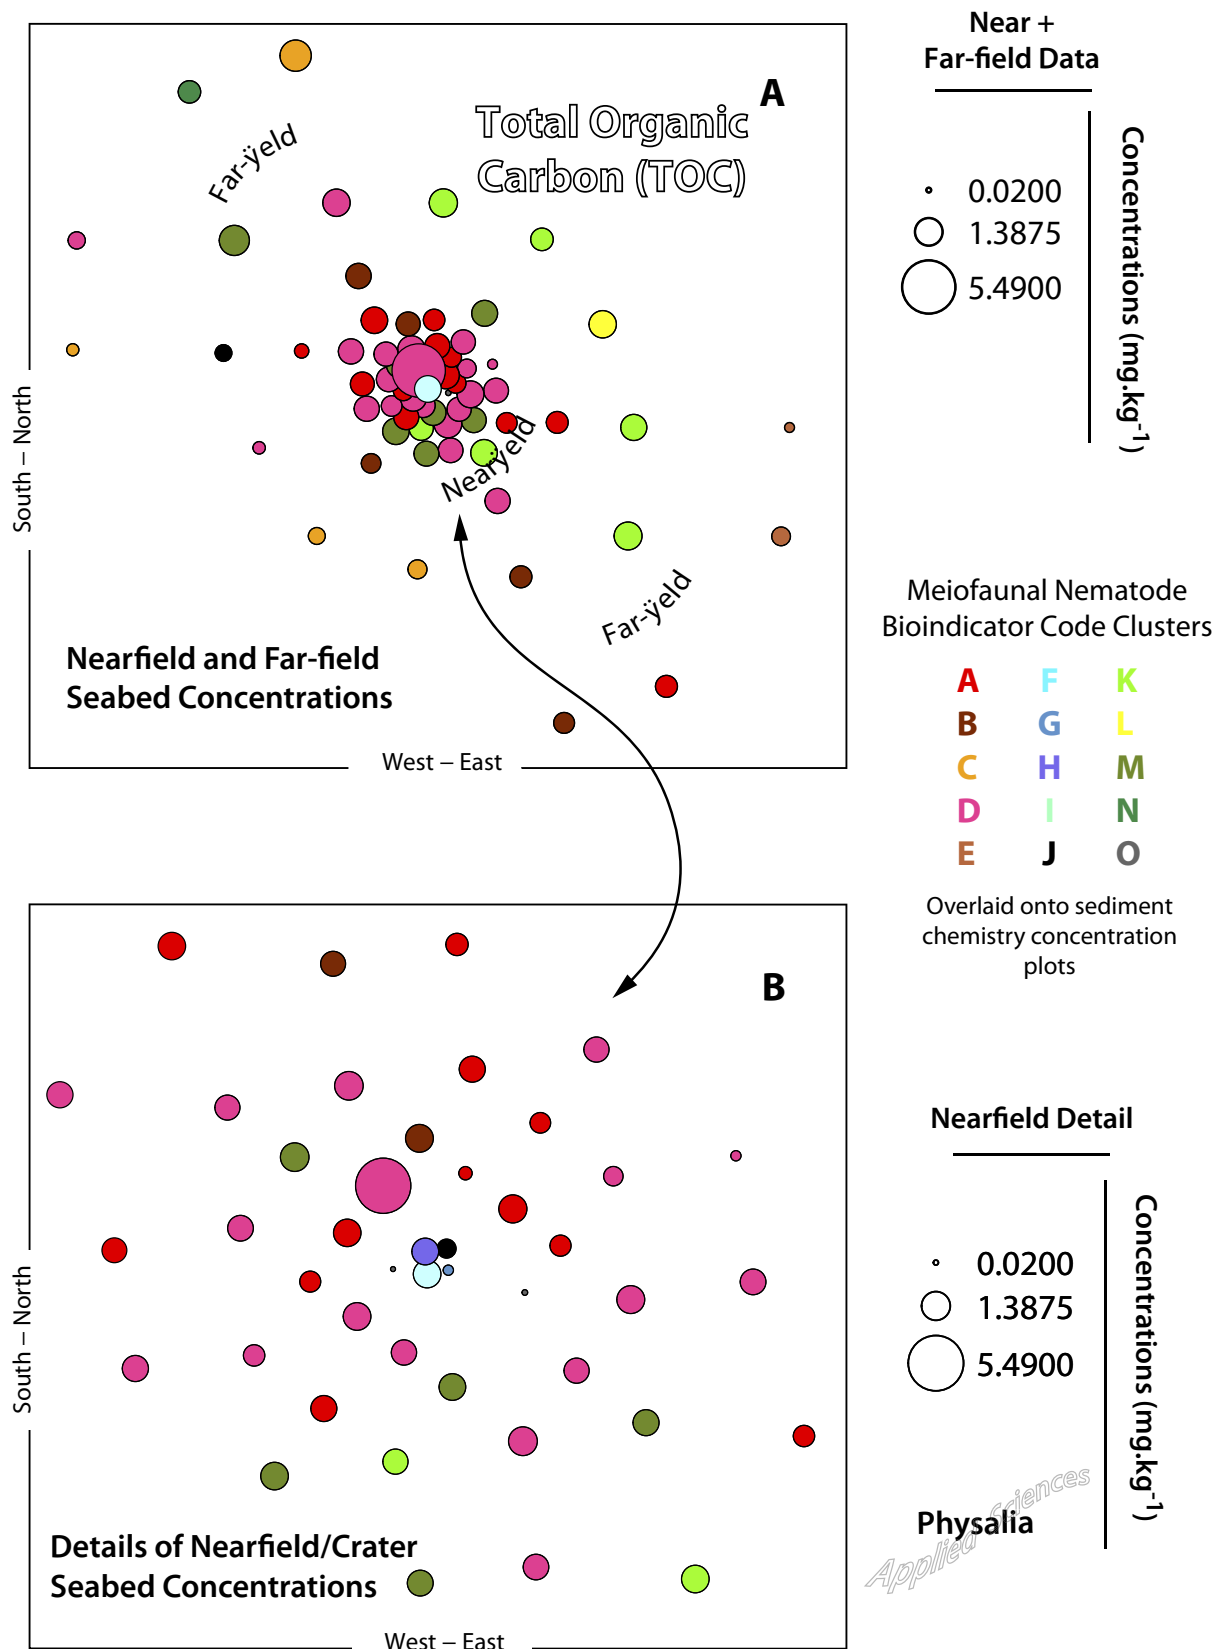 A
Total Organic
Carbon (TOC)
Far-ÿeld
Nearÿeld
Far-ÿeld
South – North
Nearfield and Far-field
Seabed Concentrations
West – East
Near +
Far-field Data
0.0200
1.3875
5.4900
Concentrations (mg.kg-1)
Meiofaunal Nematode
Bioindicator Code Clusters
A F K
B G L
C H M
D I N
E J O
Overlaid onto sediment
chemistry concentration
plots
B
South – North
Details of Nearfield/Crater
Seabed Concentrations
West – East
Nearfield Detail
0.0200
1.3875
5.4900
Concentrations (mg.kg-1)
Physalia
Applied Sciences